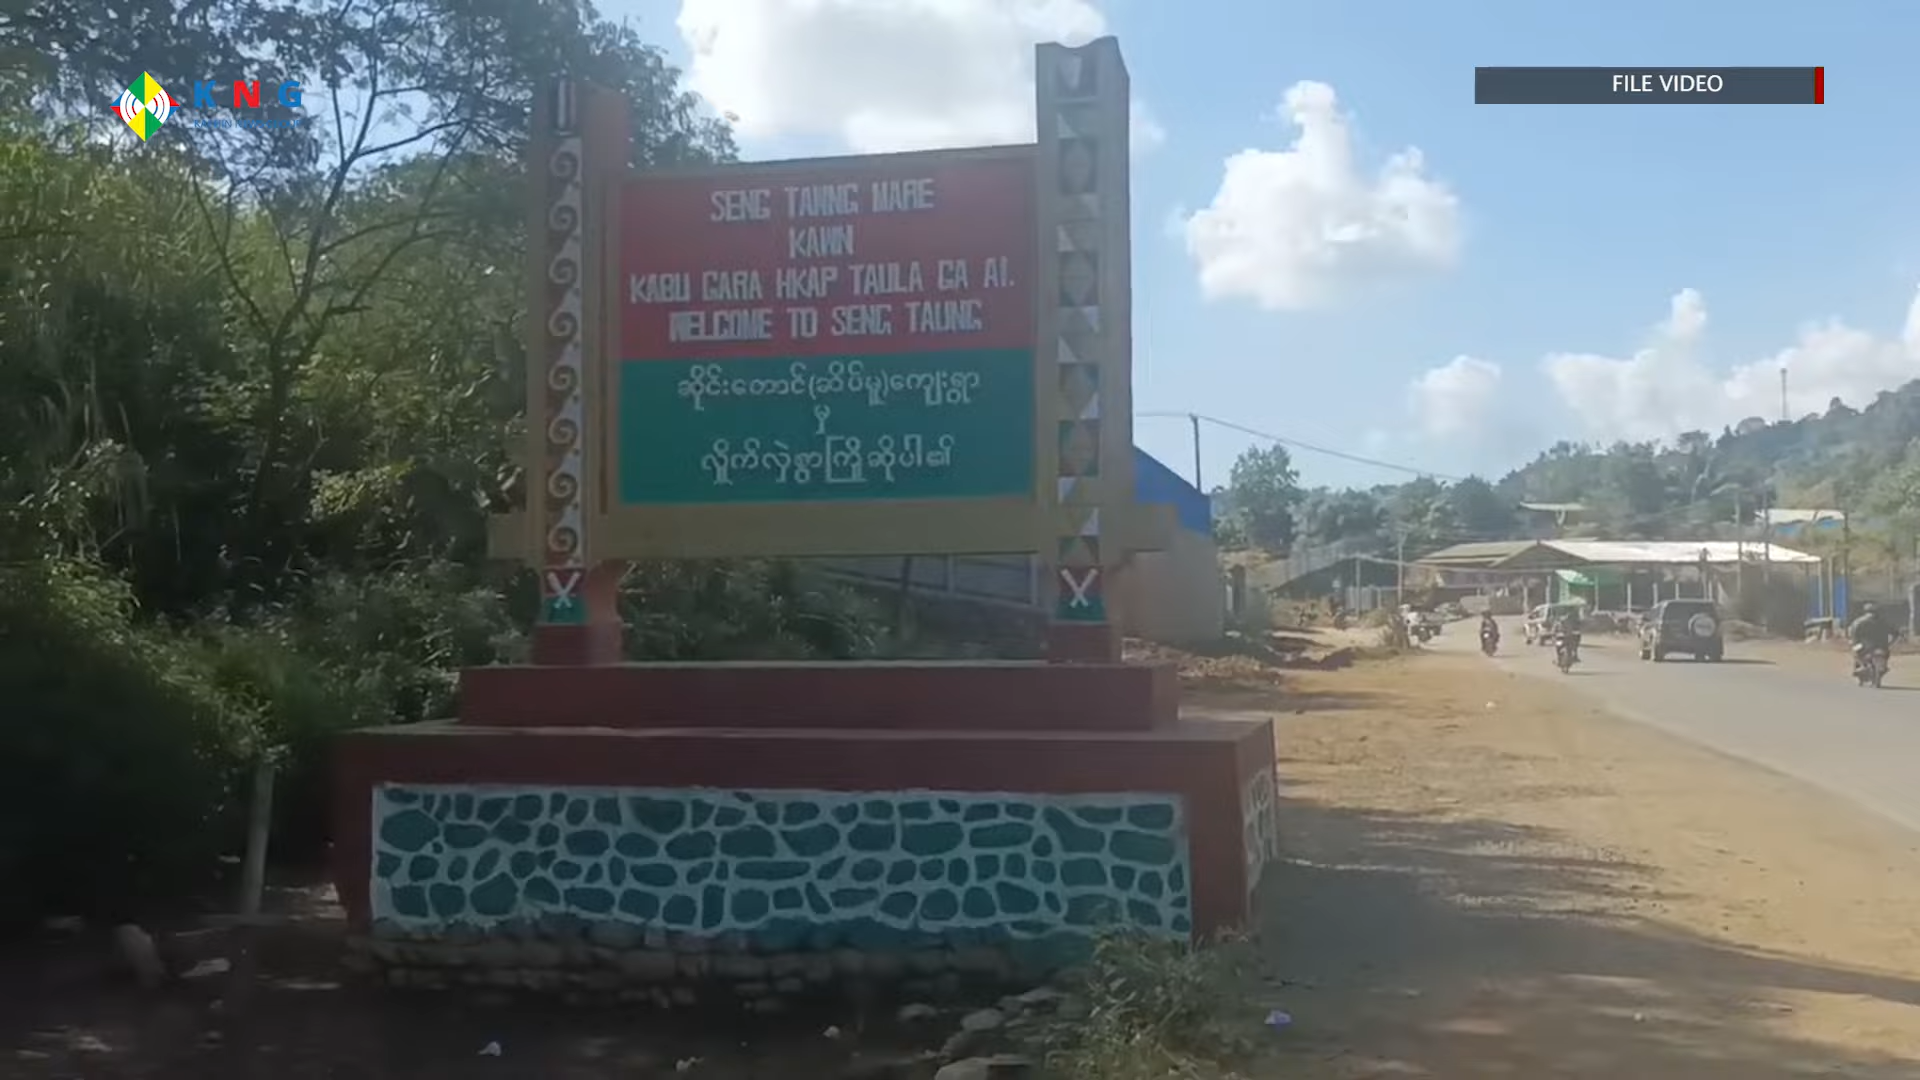 KNG
FILE VIDEO
SENG TAUNG MARE
KAWN
KABU GARA HKAP TAULA GA AI.
WELCOME TO SENG TAUNG
ဆိုင်းတောင်(ဆိပ်မူ)ကျေးရွာ
မှ
လှိုက်လှဲစွာကြိုဆိုပါ၏